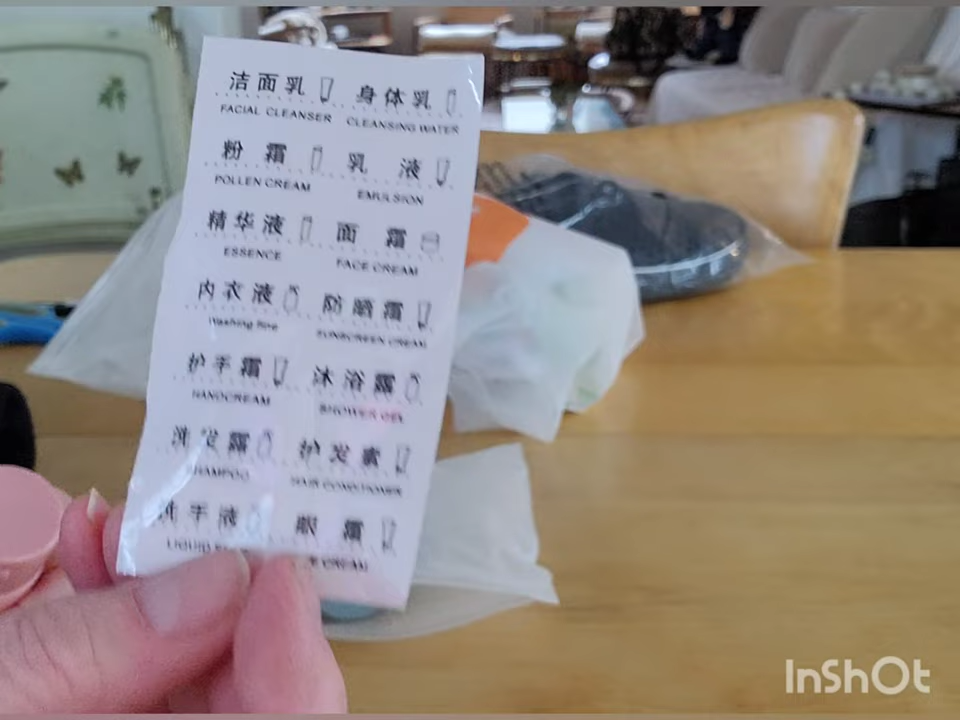 洁面乳 身体乳
FACIAL CLEANSER CLEANSING WATER
粉霜 乳液
POLLEN CREAM EMULSION
精华液 面霜
ESSENCE FACE CREAM
内衣液 防晒霜
Washing SUNSCREEN CREAM
护手霜 沐浴露
HANDCREAM SHOWER GEL
洗发露 护发素
SHAMPOO HAIR CONDITIONER
洗手液 眼霜
LIQUID CREAM
InShOt